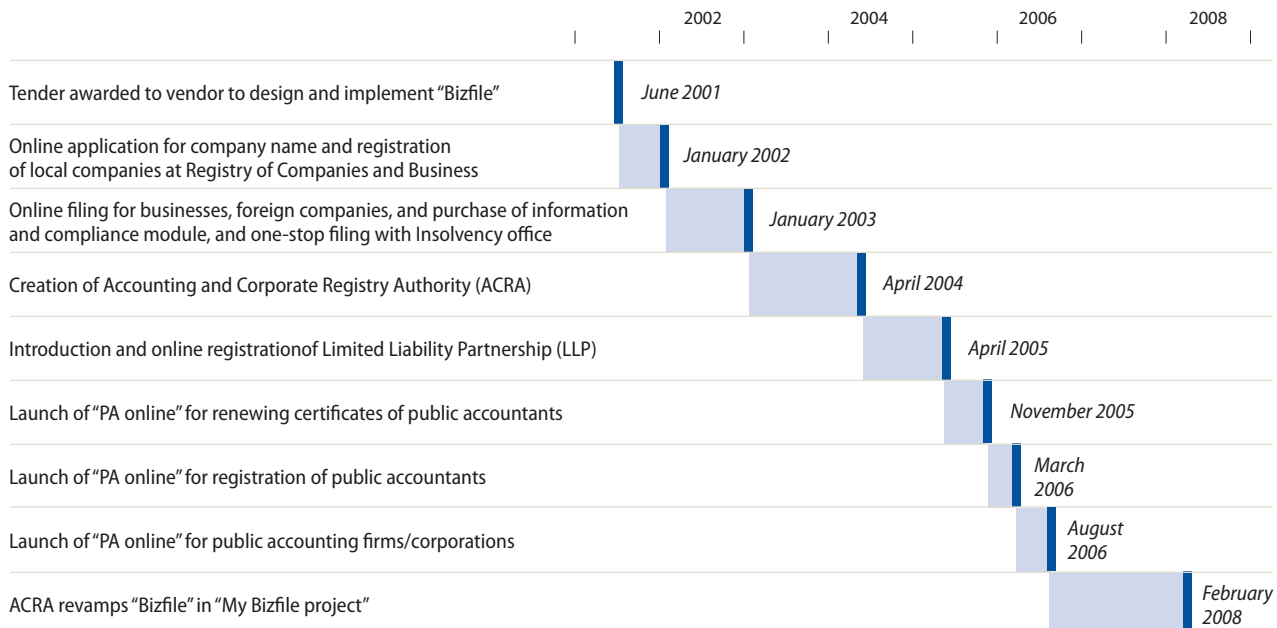 2002 2004 2006 2008
Tender awarded to vendor to design and implement “Bizfile”
June 2001
Online application for company name and registration
of local companies at Registry of Companies and Business
January 2002
Online filing for businesses, foreign companies, and purchase of information
and compliance module, and one-stop filing with Insolvency office
January 2003
Creation of Accounting and Corporate Registry Authority (ACRA)
April 2004
Introduction and online registrationof Limited Liability Partnership (LLP)
April 2005
Launch of “PA online” for renewing certificates of public accountants
November 2005
Launch of “PA online” for registration of public accountants
March
2006
Launch of “PA online” for public accounting firms/corporations
August
2006
ACRA revamps “Bizfile” in “My Bizfile project”
February
2008